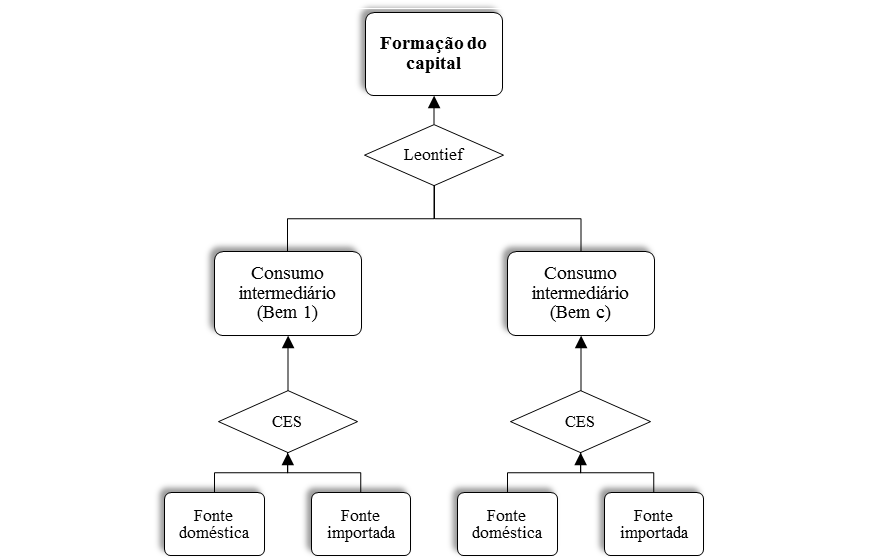 Formação do
capital
Leontief
Consumo
intermediário
(Bem 1)
Consumo
intermediário
(Bem c)
CES
CES
Fonte
doméstica
Fonte
importada
Fonte
doméstica
Fonte
importada